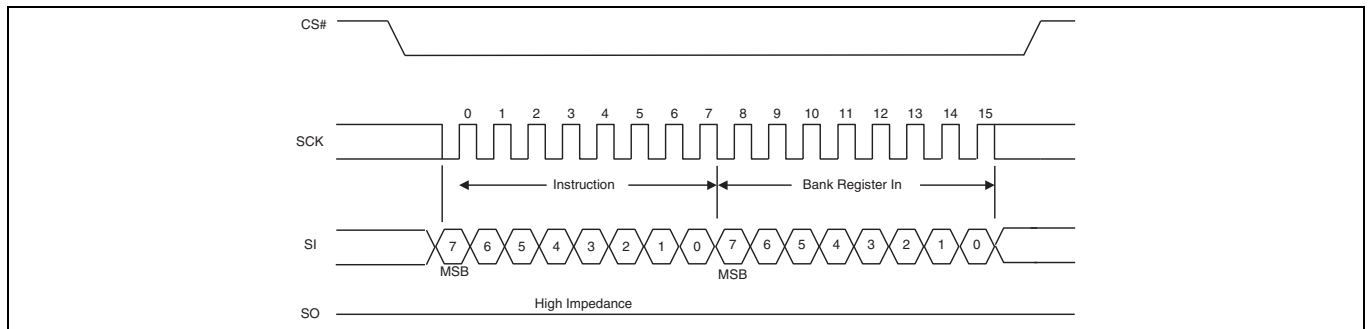 CS#
0 1 2 3 4 5 6 7 8 9 10 11 12 13 14 15
SCK
Instruction Bank Register In
SI 7 6 5 4 3 2 1 0 7 6 5 4 3 2 1 0
MSB MSB
High Impedance
SO